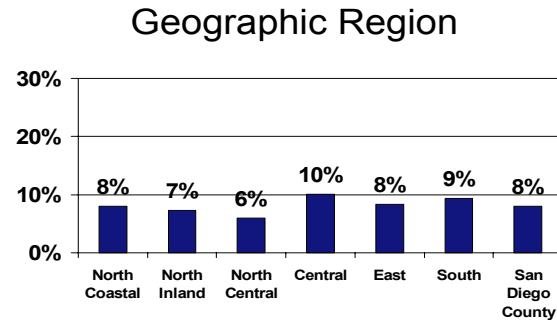 Geographic Region
30%
20%
10%
0%
8%
7%
6%
10%
8%
9%
8%
North
Coastal
North
Inland
North
Central
Central
East
South
San
Diego
County